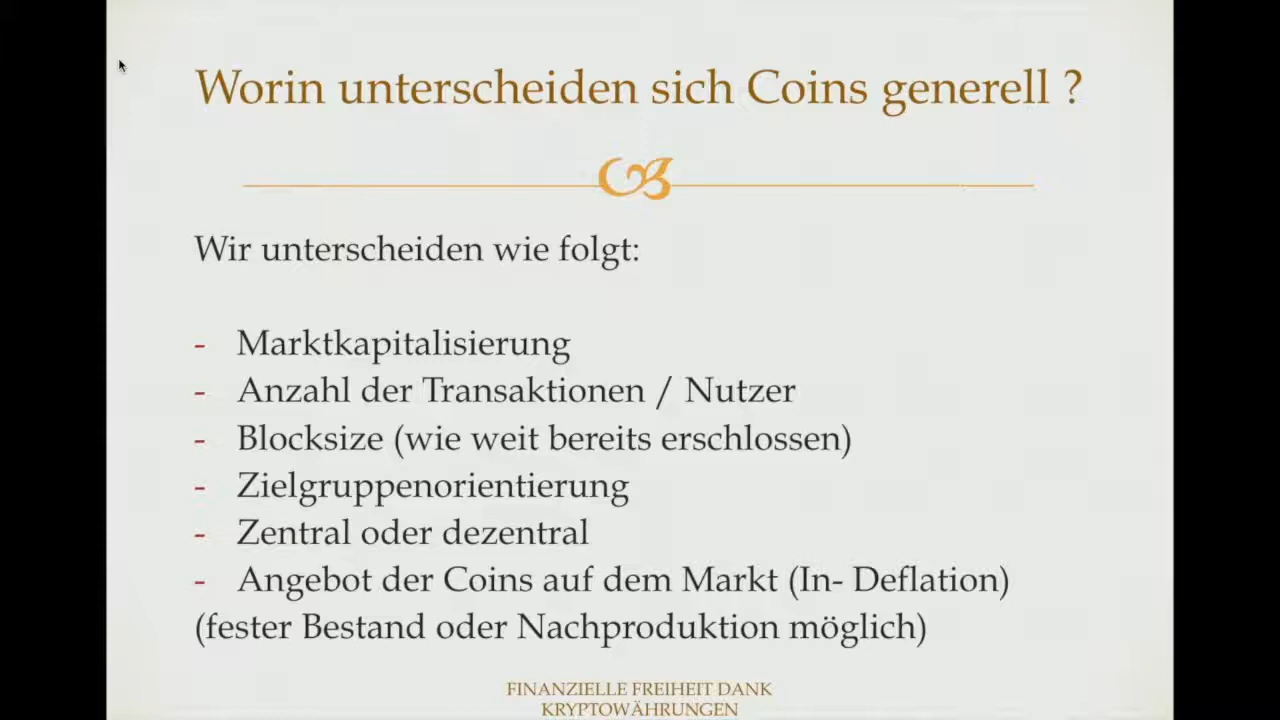 Worin unterscheiden sich Coins generell ?
Wir unterscheiden wie folgt:
- Marktkapitalisierung
- Anzahl der Transaktionen / Nutzer
- Blocksize (wie weit bereits erschlossen)
- Zielgruppenorientierung
- Zentral oder dezentral
- Angebot der Coins auf dem Markt (In- Deflation)
(fester Bestand oder Nachproduktion möglich)
FINANZIELLE FREIHEIT DANK
KRYPTOWÄHRUNGEN